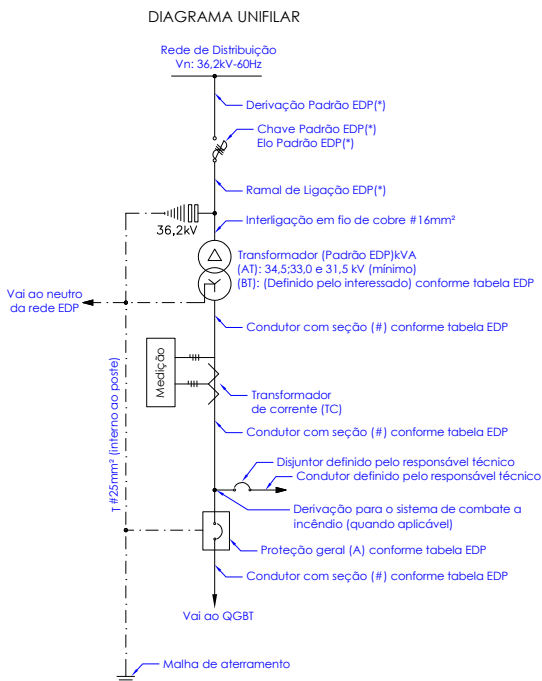 DIAGRAMA UNIFILAR
Rede de Distribuição
Vn: 36,2kV-60Hz
Derivação Padrão EDP(*)
Chave Padrão EDP(*)
Elo Padrão EDP(*)
Ramal de Ligação EDP(*)
36,2kV
Interligação em fio de cobre #16mm²
Transformador (Padrão EDP)kVA
(AT): 34,5;33,0 e 31,5 kV (mínimo)
(BT): (Definido pelo interessado) conforme tabela EDP
Vai ao neutro
da rede EDP
Condutor com seção (#) conforme tabela EDP
Medição
Transformador
de corrente (TC)
T #25mm² (interno ao poste)
Condutor com seção (#) conforme tabela EDP
Disjuntor definido pelo responsável técnico
Condutor definido pelo responsável técnico
Derivação para o sistema de combate a
incêndio (quando aplicável)
Proteção geral (A) conforme tabela EDP
Condutor com seção (#) conforme tabela EDP
Vai ao QGBT
Malha de aterramento